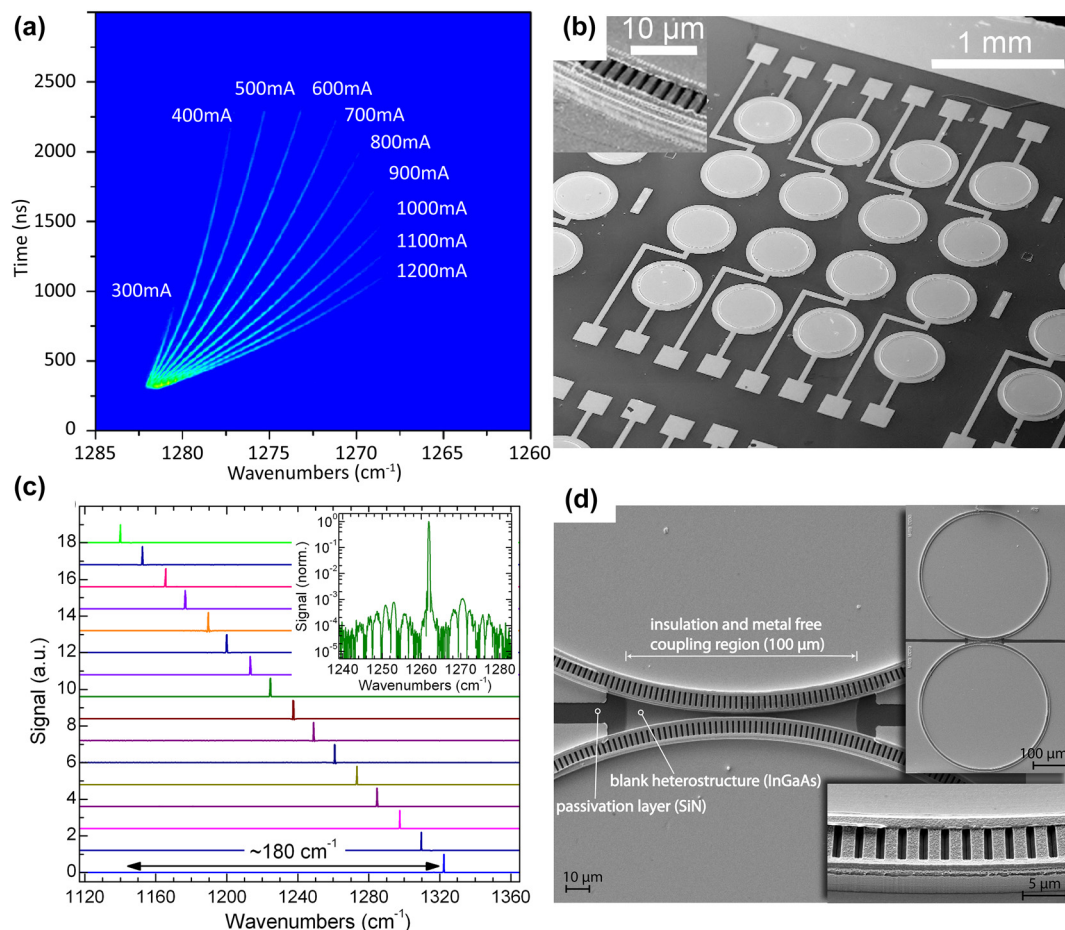 (a)
3000
2500
2000
1500
1000
500
0
Time (ns)
300mA
400mA
500mA
600mA
700mA
800mA
900mA
1000mA
1100mA
1200mA
1285
1280
1275
1270
1265
1260
Wavenumbers (cm⁻¹)
(b)
10 µm
1 mm
(c)
18
16
14
12
10
8
6
4
2
0
Signal (a.u.)
~180 cm⁻¹
1120
1160
1200
1240
1280
1320
1360
Wavenumbers (cm⁻¹)
10⁰
10⁻¹
10⁻²
10⁻³
10⁻⁴
10⁻⁵
Signal (norm.)
1240
1250
1260
1270
1280
Wavenumbers (cm⁻¹)
(d)
insulation and metal free
coupling region (100 µm)
blank heterostructure (InGaAs)
passivation layer (SiN)
10 µm
100 µm
5 µm